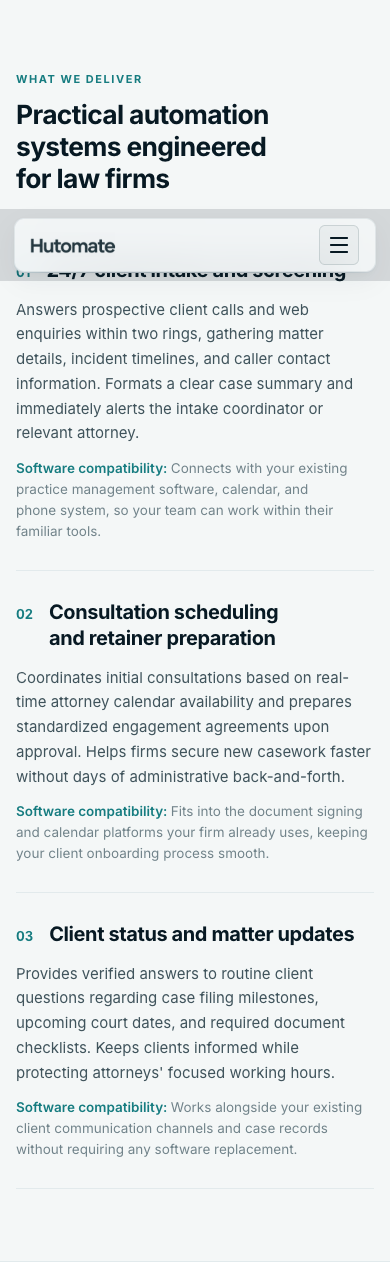 WHAT WE DELIVER
Practical automation
systems engineered
for law firms
Hutomate
01 24/7 client intake and screening
Answers prospective client calls and web
enquiries within two rings, gathering matter
details, incident timelines, and caller contact
information. Formats a clear case summary and
immediately alerts the intake coordinator or
relevant attorney.
Software compatibility: Connects with your existing
practice management software, calendar, and
phone system, so your team can work within their
familiar tools.
02 Consultation scheduling
and retainer preparation
Coordinates initial consultations based on real-
time attorney calendar availability and prepares
standardized engagement agreements upon
approval. Helps firms secure new casework faster
without days of administrative back-and-forth.
Software compatibility: Fits into the document signing
and calendar platforms your firm already uses, keeping
your client onboarding process smooth.
03 Client status and matter updates
Provides verified answers to routine client
questions regarding case filing milestones,
upcoming court dates, and required document
checklists. Keeps clients informed while
protecting attorneys' focused working hours.
Software compatibility: Works alongside your existing
client communication channels and case records
without requiring any software replacement.